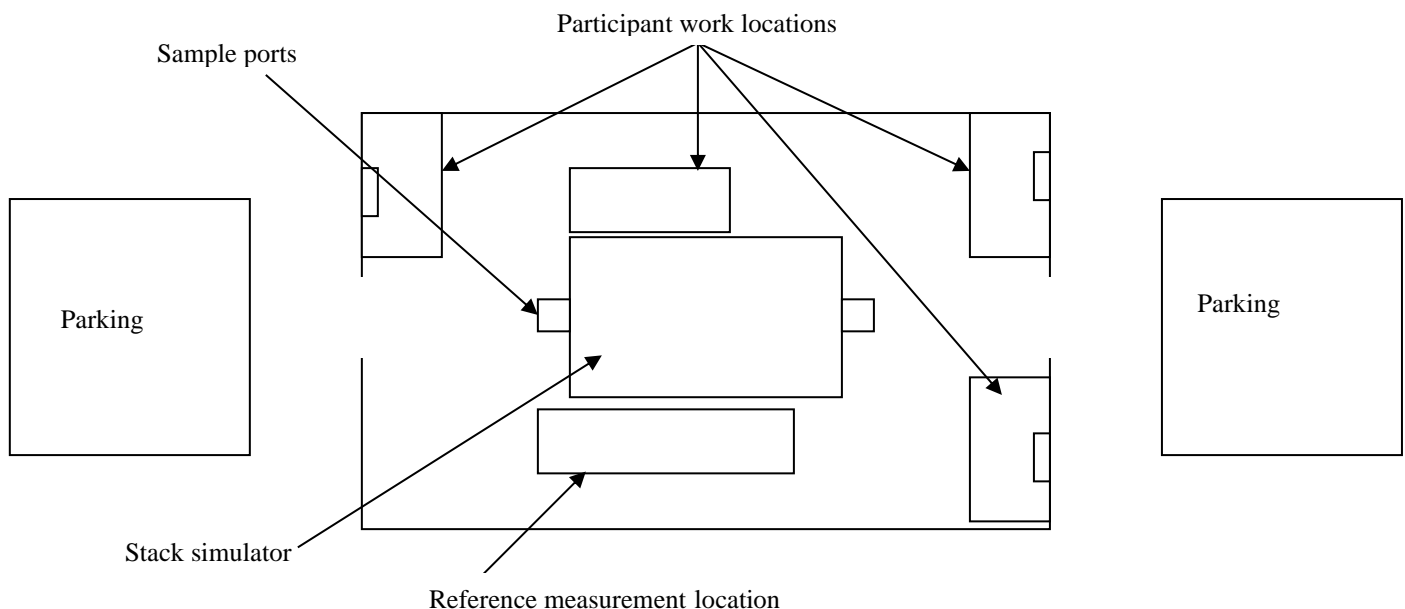 Participant work locations
Sample ports
Parking
Parking
Stack simulator
Reference measurement location